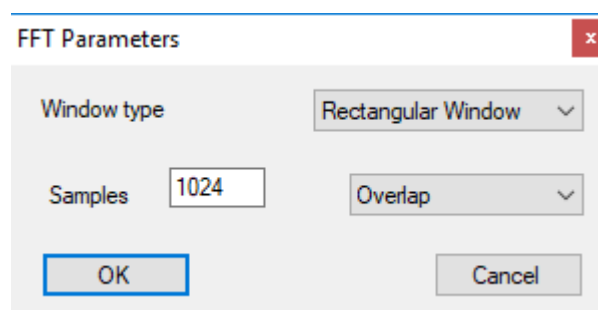 FFT Parameters x
Window type Rectangular Window
Samples 1024 Overlap
OK Cancel